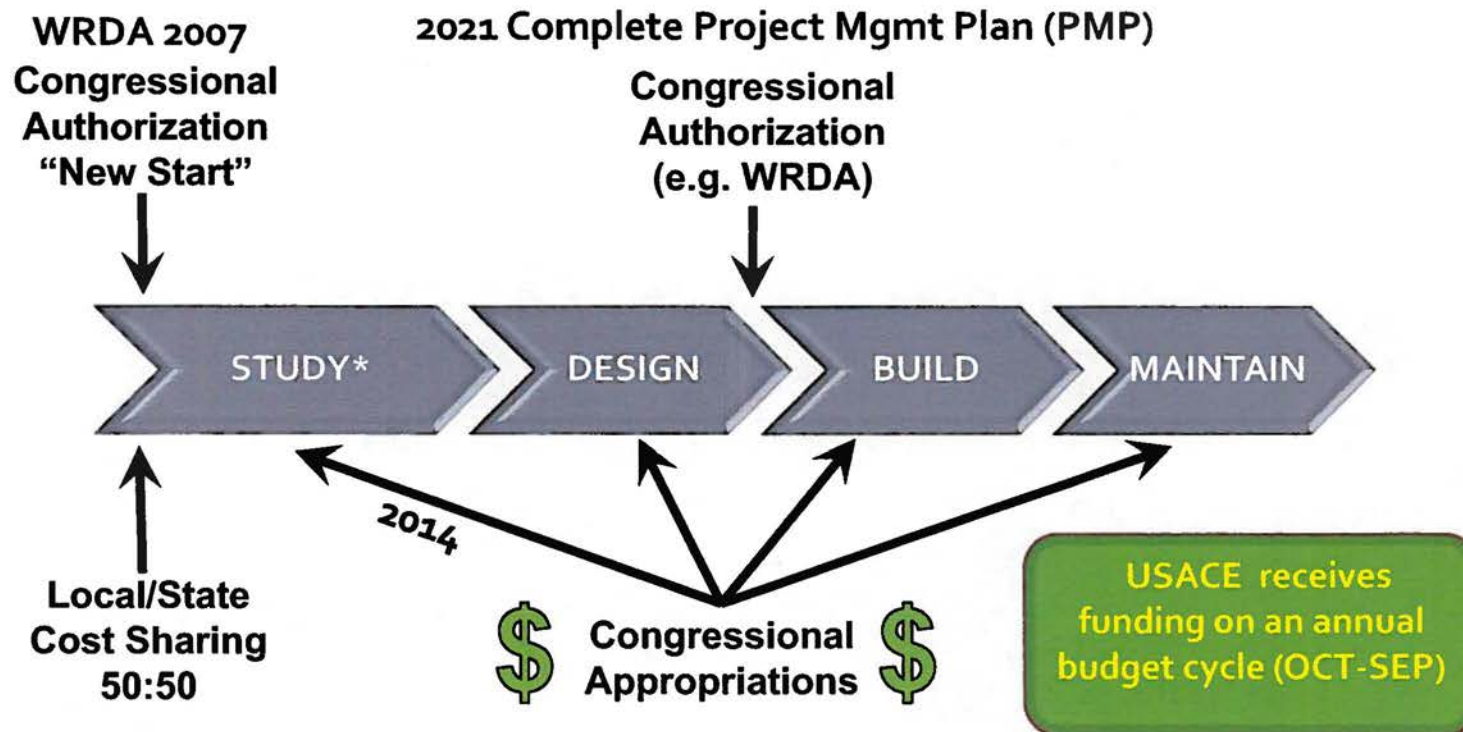 WRDA 2007
Congressional
Authorization
“New Start”
2021 Complete Project Mgmt Plan (PMP)
Congressional
Authorization
(e.g. WRDA)
STUDY*
DESIGN
BUILD
MAINTAIN
2014
Local/State
Cost Sharing
50:50
$
Congressional
Appropriations
$
USACE receives
funding on an annual
budget cycle (OCT-SEP)